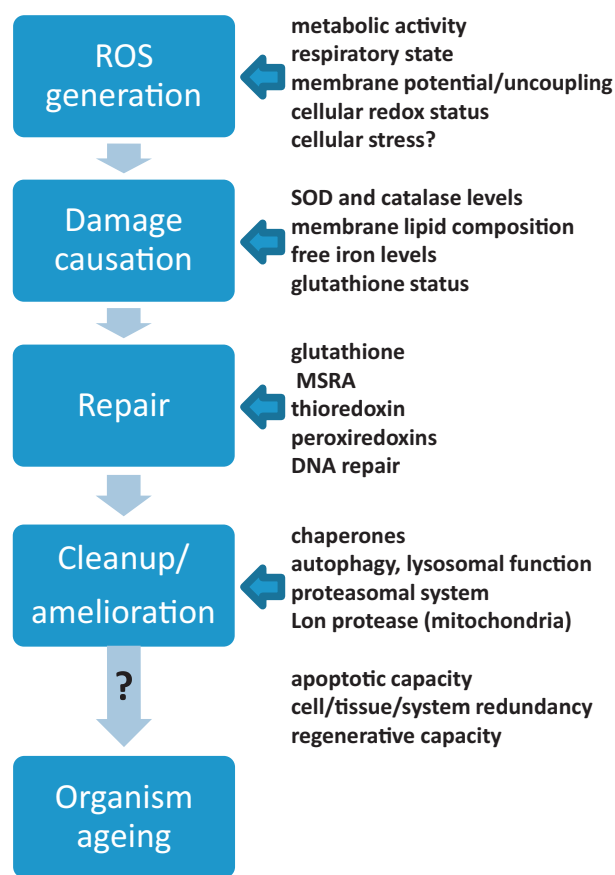 ROS
generation
metabolic activity
respiratory state
membrane potential/uncoupling
cellular redox status
cellular stress?
Damage
causation
SOD and catalase levels
membrane lipid composition
free iron levels
glutathione status
Repair
glutathione
MSRA
thioredoxin
peroxiredoxins
DNA repair
Cleanup/
amelioration
chaperones
autophagy, lysosomal function
proteasomal system
Lon protease (mitochondria)
?
apoptotic capacity
cell/tissue/system redundancy
regenerative capacity
Organism
ageing